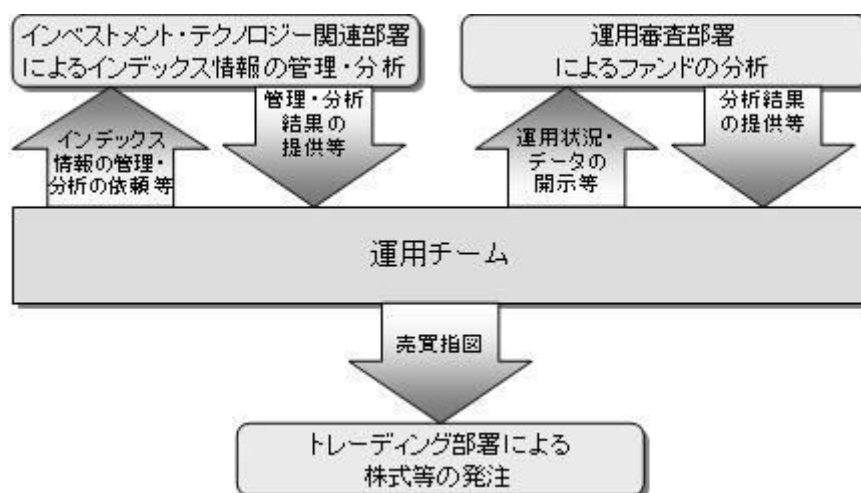 インベストメント・テクノロジー関連部署
によるインデックス情報の管理・分析
運用審査部署
によるファンドの分析
インデックス
情報の管理・
分析の依頼等
管理・分析
結果の
提供等
運用状況・
データの
開示等
分析結果
の提供等
運用チーム
売買指図
トレーディング部署による
株式等の発注